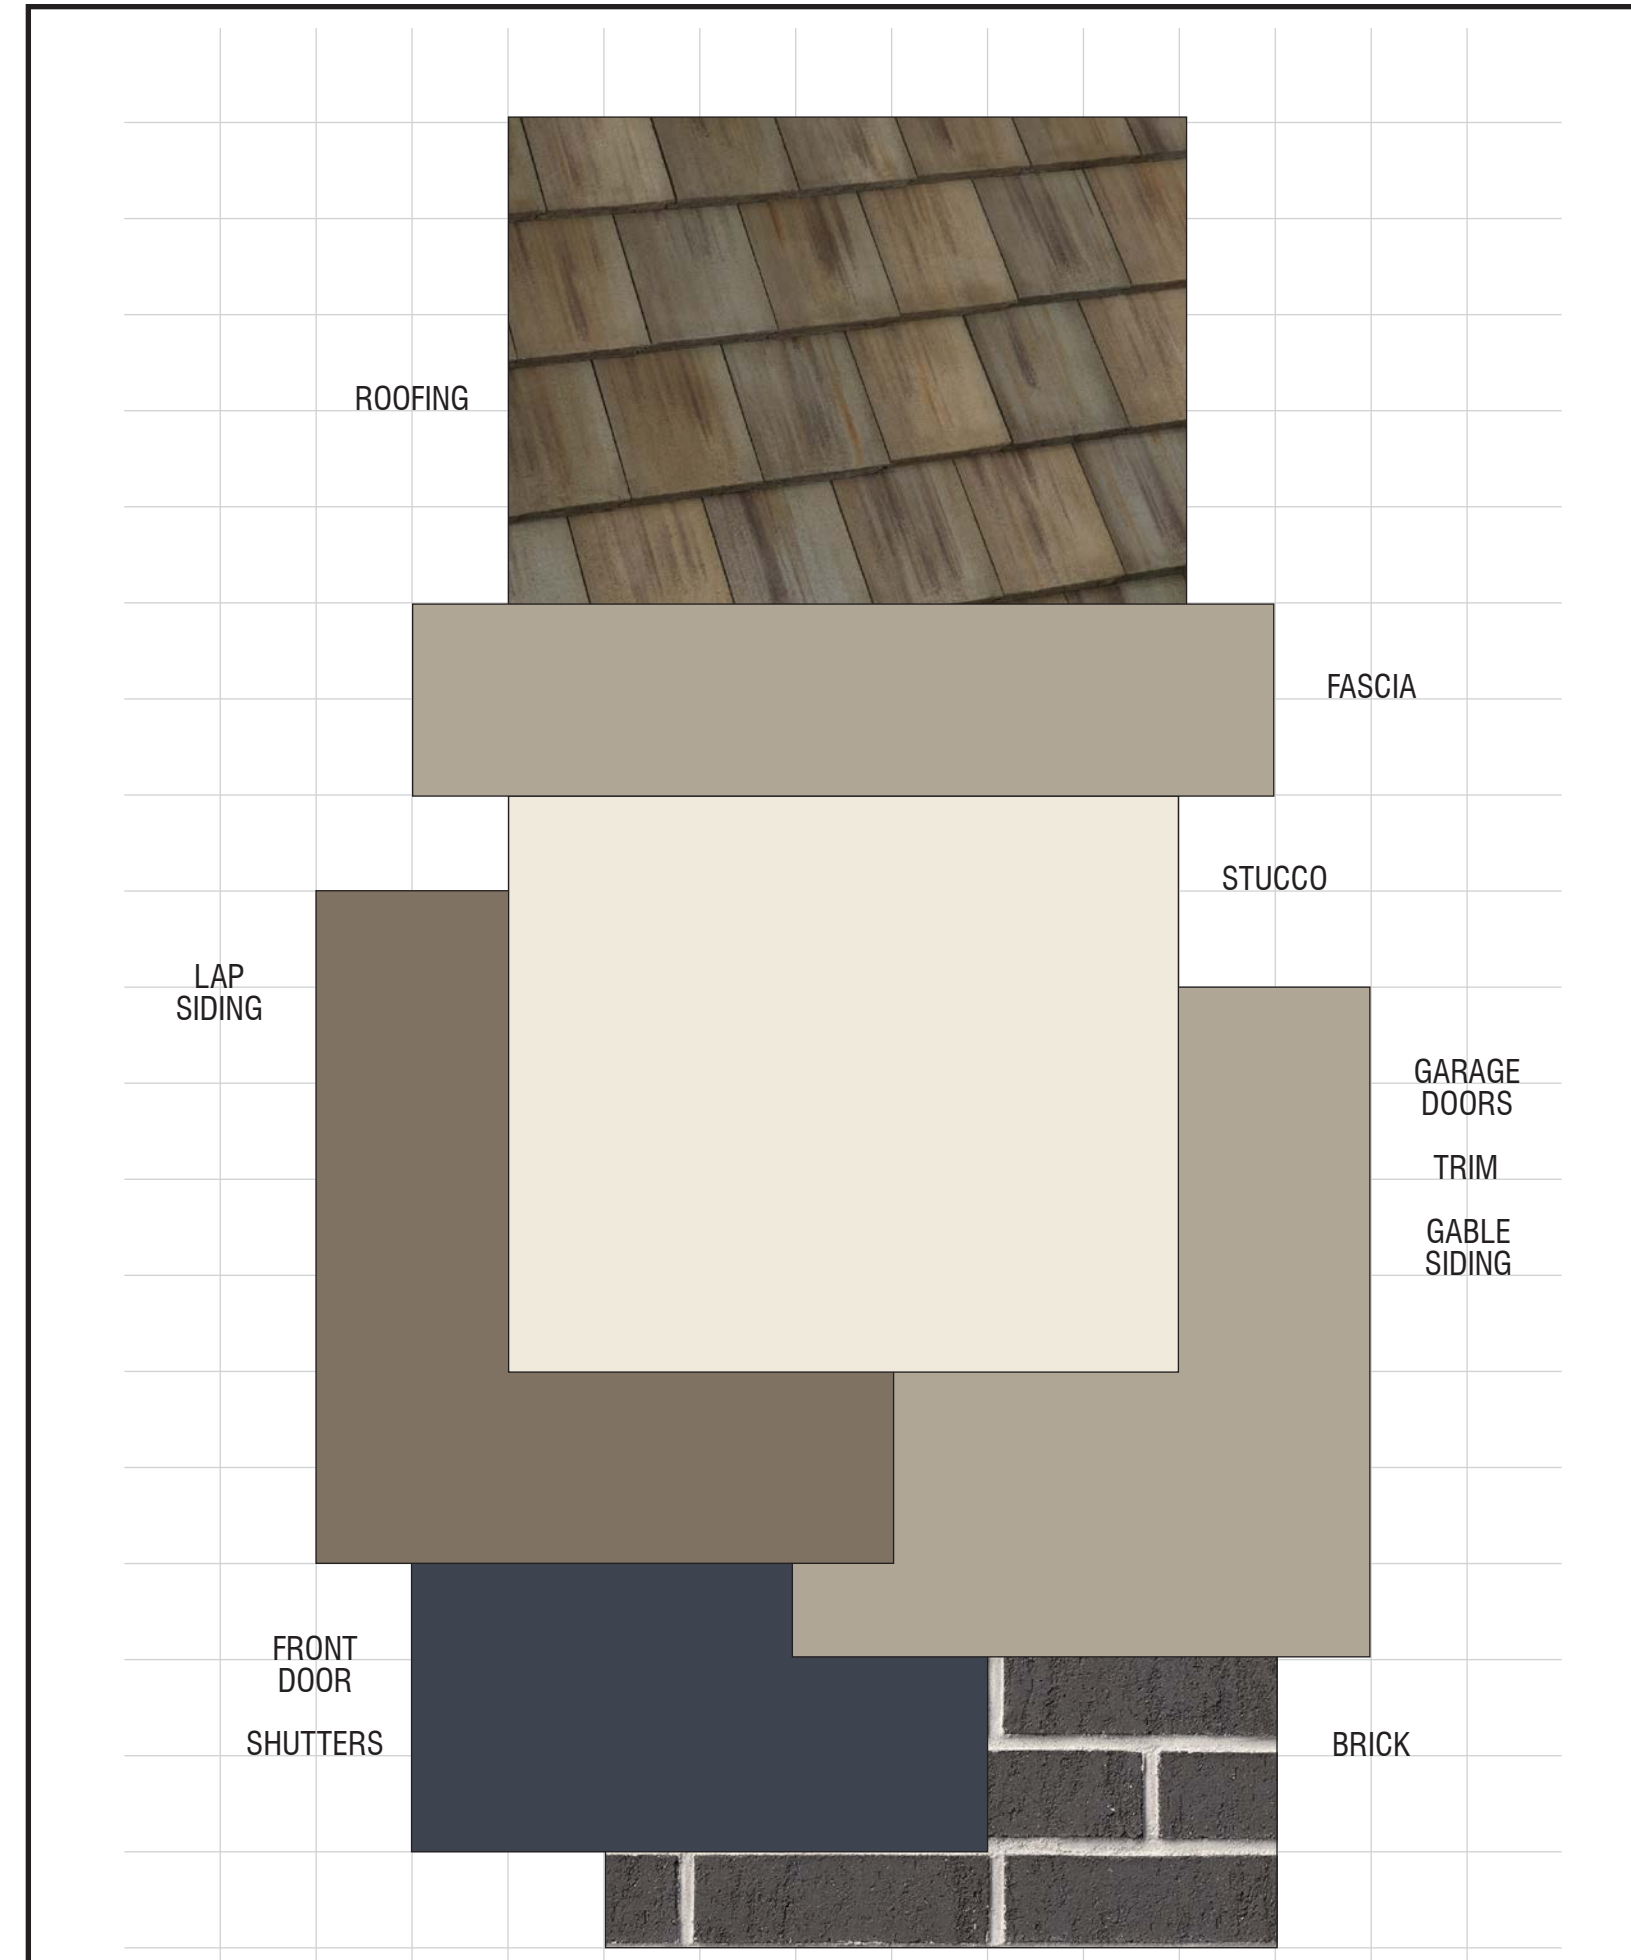 ROOFING
FASCIA
STUCCO
LAP
SIDING
GARAGE
DOORS
TRIM
GABLE
SIDING
FRONT
DOOR
SHUTTERS
BRICK